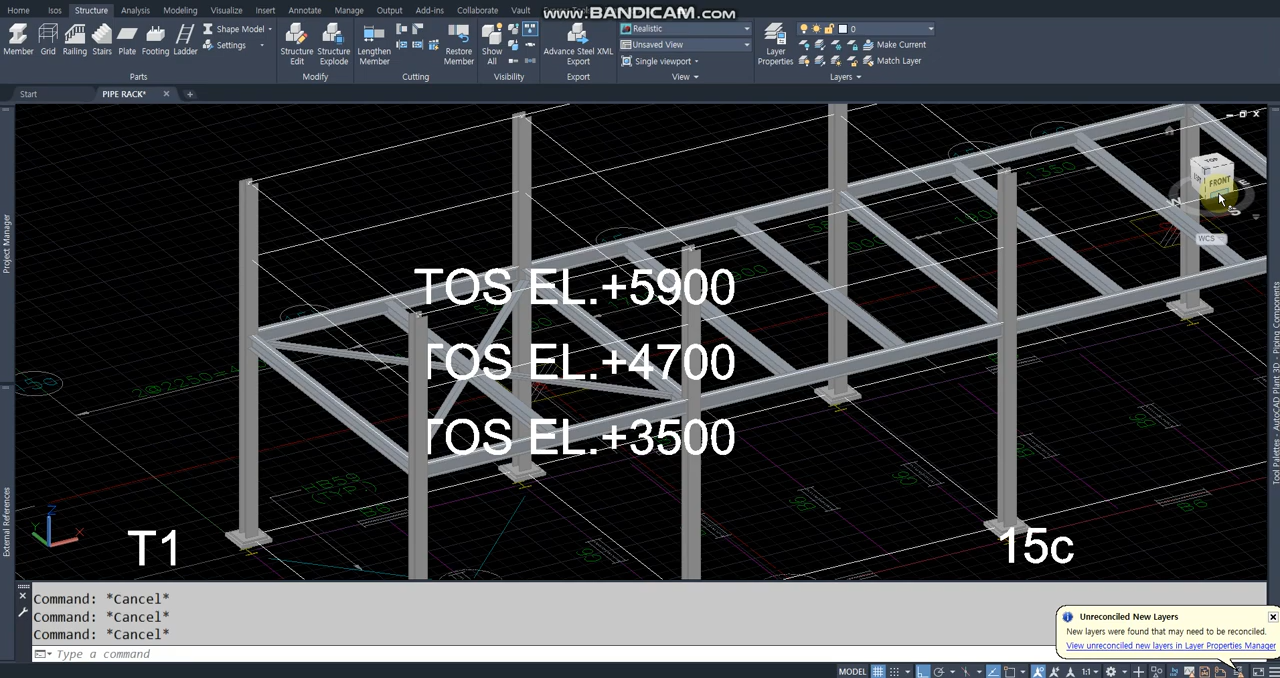 www.BANDICAM.com
Home Isos Structure Analysis Modeling Visualize Insert Annotate Manage Output Add-ins Collaborate Vault
Member Grid Railing Stairs Plate Footing Ladder
Shape Model
Settings
Parts
Structure Edit
Structure Explode
Modify
Lengthen Member
Restore Member
Cutting
Show All
Visibility
Advance Steel XML Export
Export
Realistic
Unsaved View
Single viewport
View
Layer Properties
0
Make Current
Match Layer
Layers
Start PIPE RACK*
Project Manager
External References
Tool Palettes - AutoCAD Plant 3D - Piping Components
TOP
FRONT
W
S
WCS
TOS EL.+5900
TOS EL.+4700
TOS EL.+3500
HB50
(TYP.)
T1
15c
Z
Y
X
Command: *Cancel*
Command: *Cancel*
Command: *Cancel*
Type a command
Unreconciled New Layers
New layers were found that may need to be reconciled.
View unreconciled new layers in Layer Properties Manager
MODEL
1:1